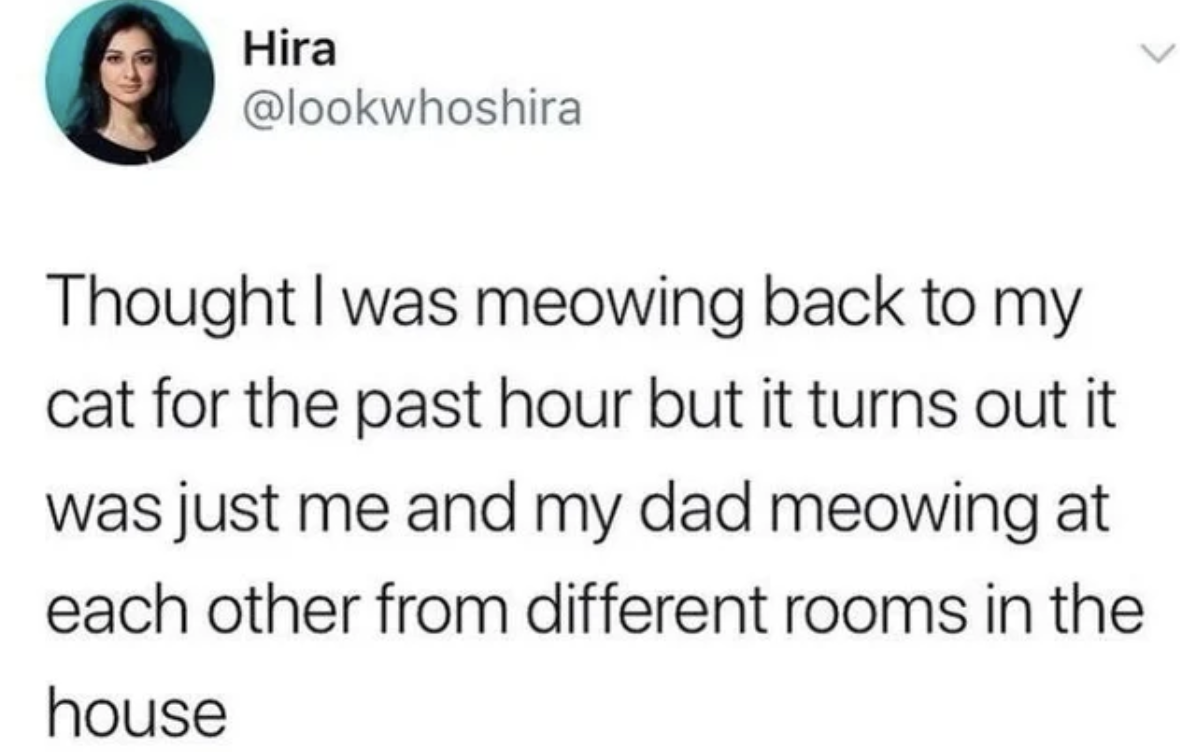 Hira
@lookwhoshira
Thought I was meowing back to my
cat for the past hour but it turns out it
was just me and my dad meowing at
each other from different rooms in the
house